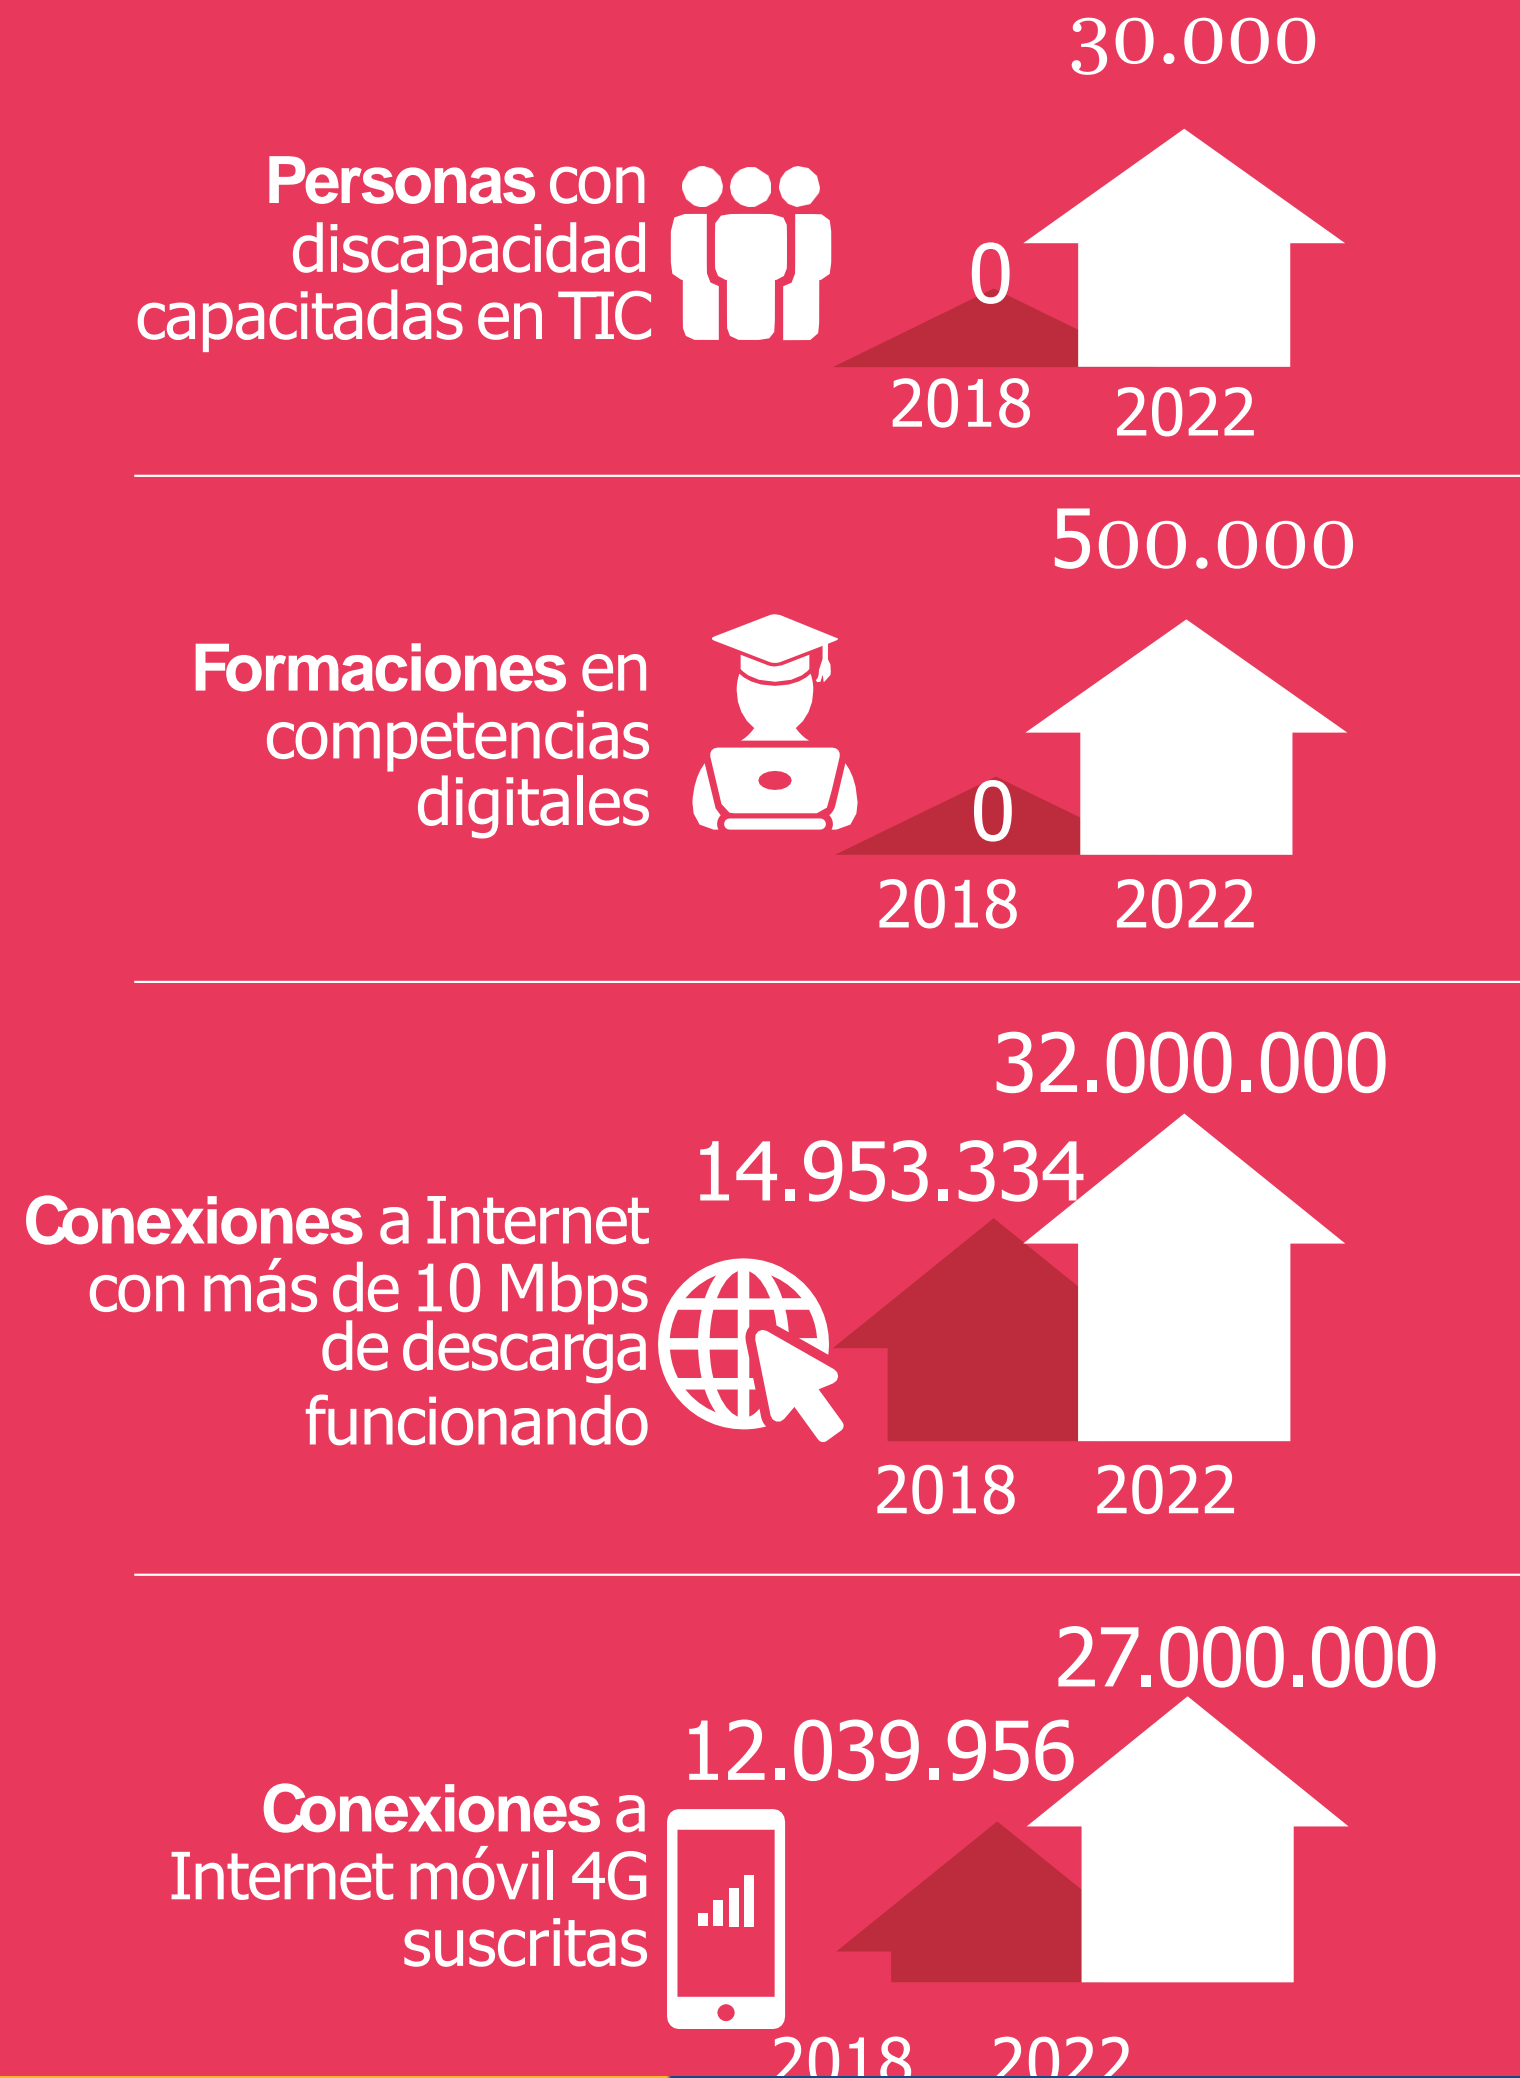 30.000
Personas con
discapacidad
capacitadas en TIC
0
2018 2022
500.000
Formaciones en
competencias
digitales
0
2018 2022
32.000.000
14.953.334
Conexiones a Internet
con más de 10 Mbps
de descarga
funcionando
2018 2022
27.000.000
12.039.956
Conexiones a
Internet móvil 4G
suscritas
2018 2022